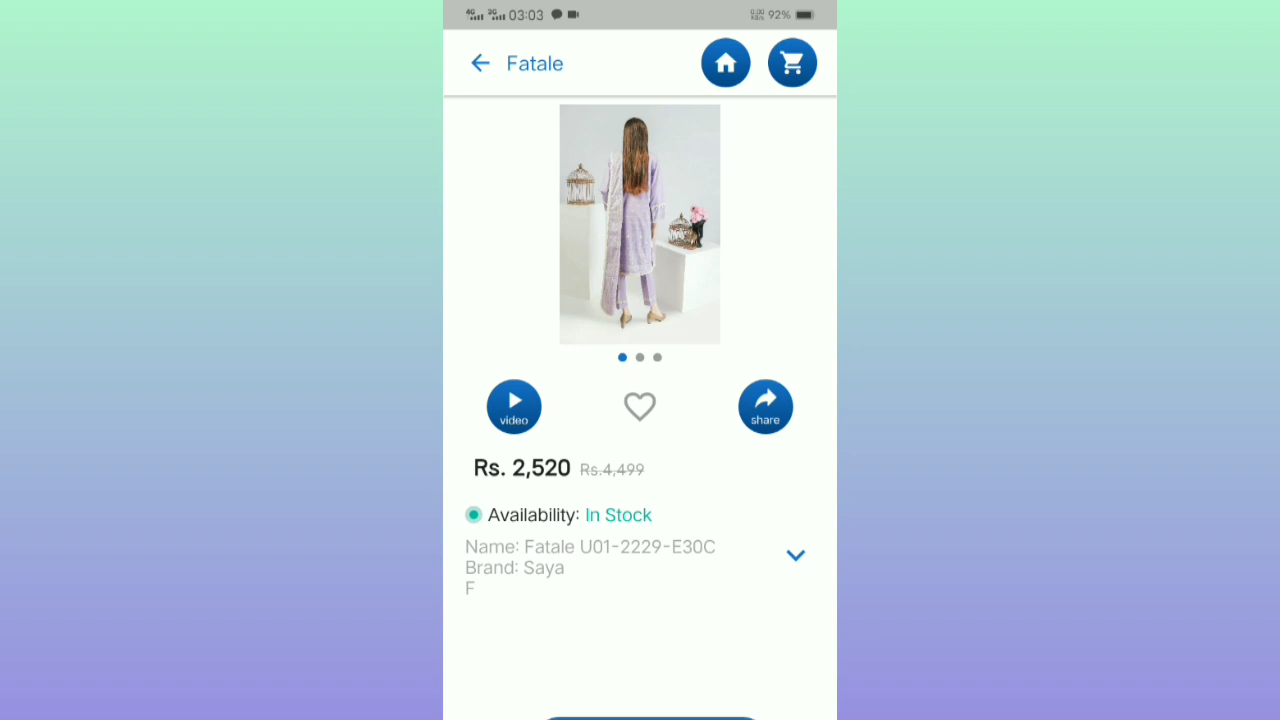 4G 3G 03:03 0.00 KB/s 92%
Fatale
video
share
Rs. 2,520 Rs.4,499
Availability: In Stock
Name: Fatale U01-2229-E30C
Brand: Saya
F